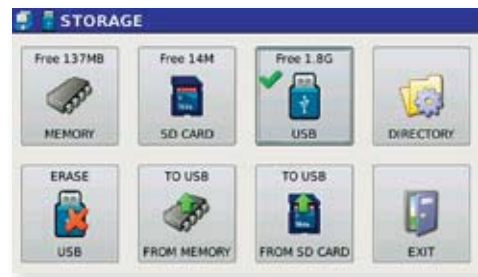 STORAGE
Free 137MB
MEMORY
Free 14M
SD CARD
Free 1.8G
USB
DIRECTORY
ERASE
USB
TO USB
FROM MEMORY
TO USB
FROM SD CARD
EXIT